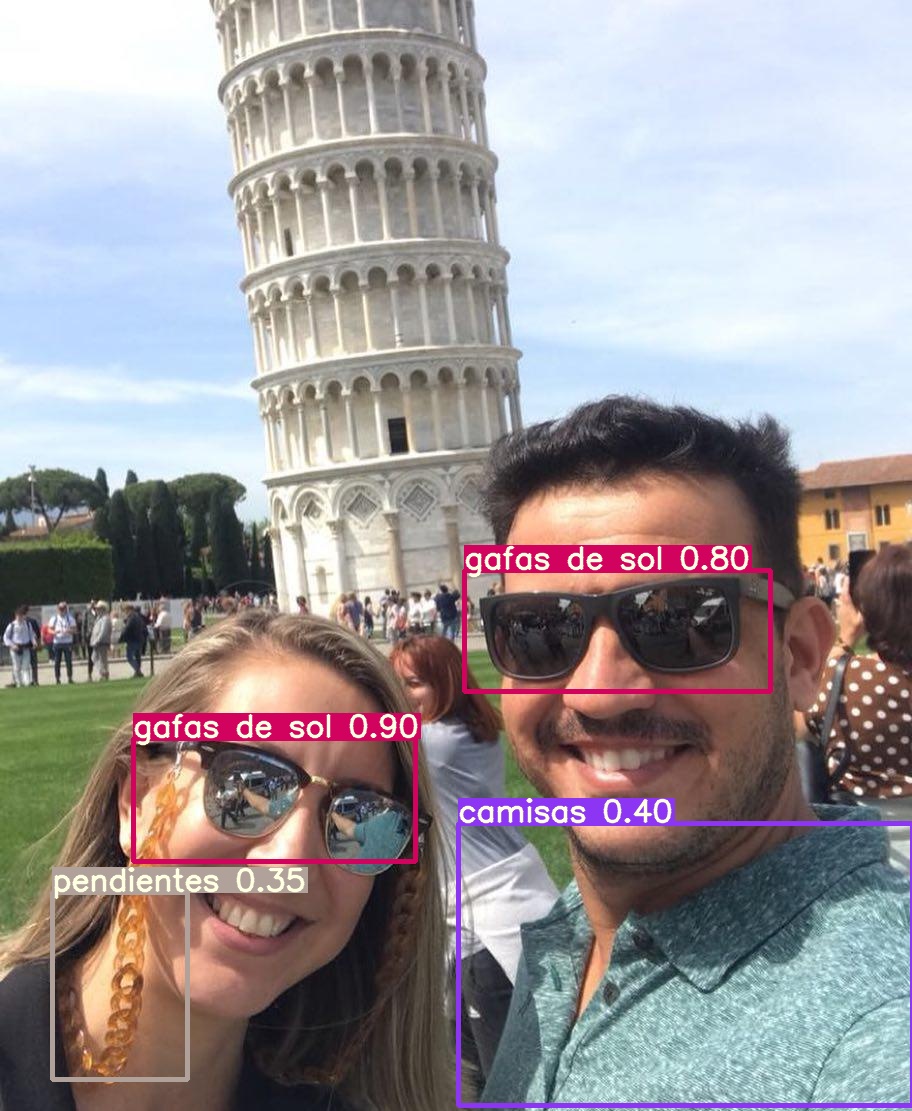 gafas de sol 0.80
gafas de sol 0.90
camisas 0.40
pendientes 0.35